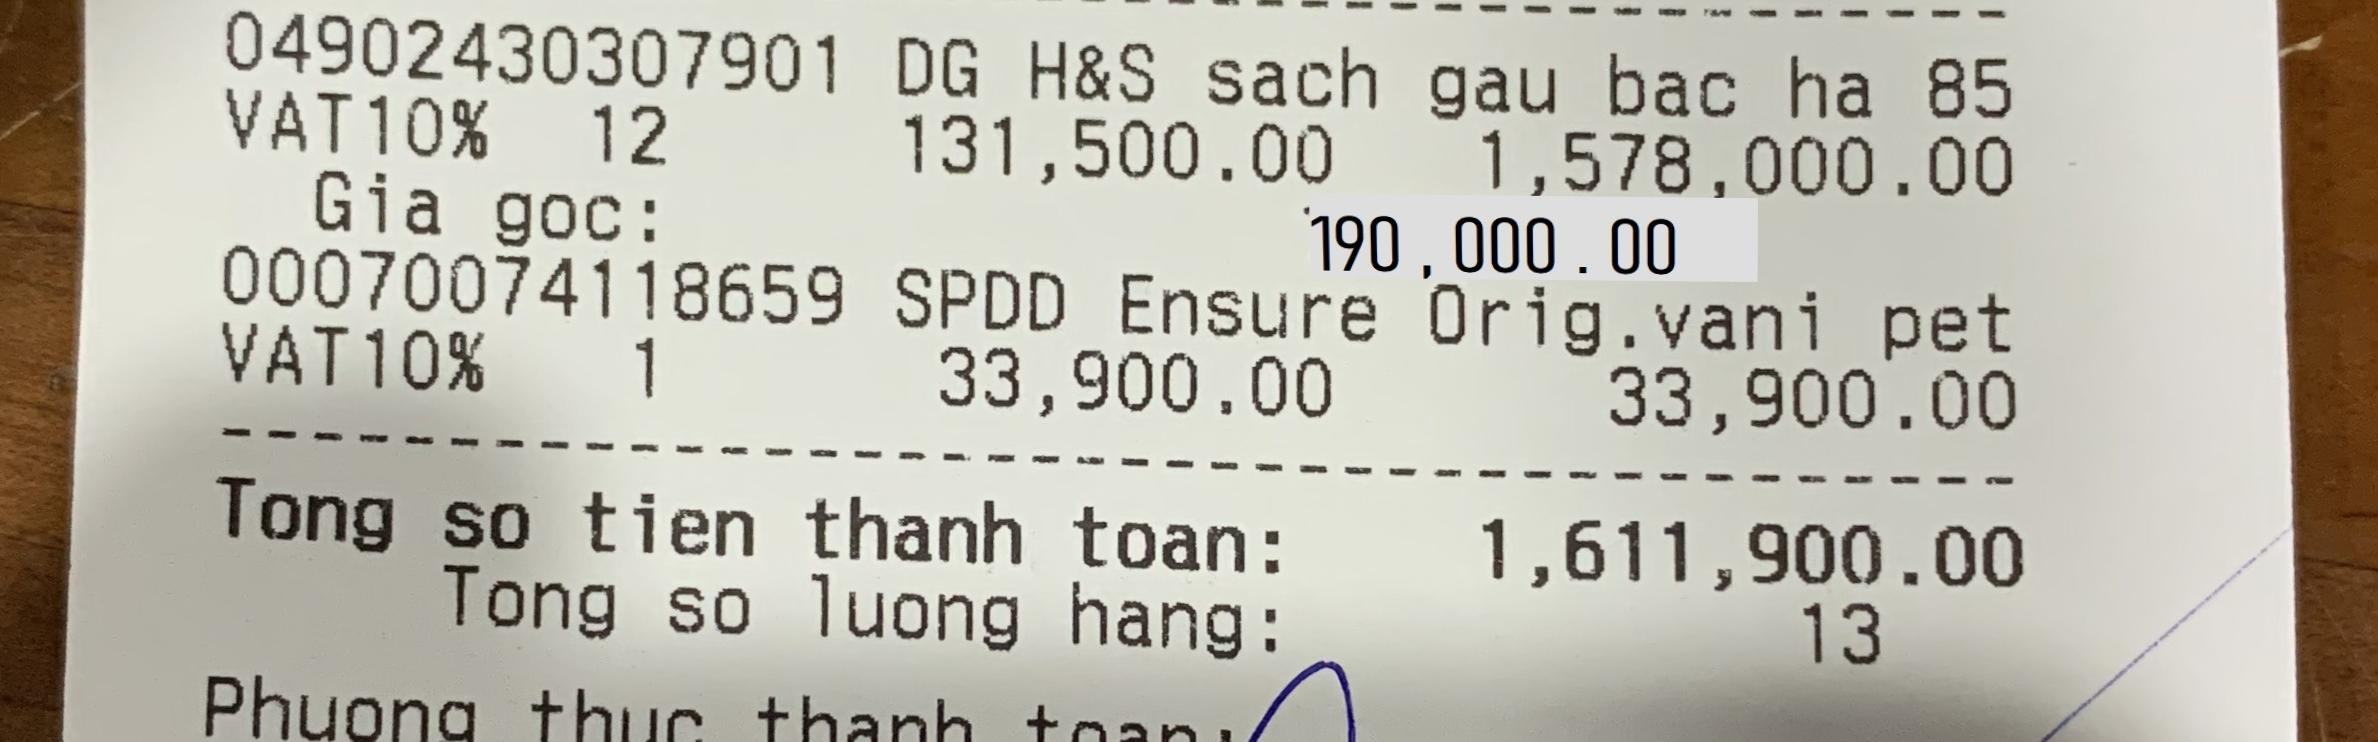 04902430307901 DG H&S sach gau bac ha 85
VAT10% 12 131,500.00 1,578,000.00
Gia goc: 190,000.00
00070074118659 SPDD Ensure Orig.vani pet
VAT10% 1 33,900.00 33,900.00
Tong so tien thanh toan: 1,611,900.00
Tong so luong hang: 13
Phuong thuc thanh toan: